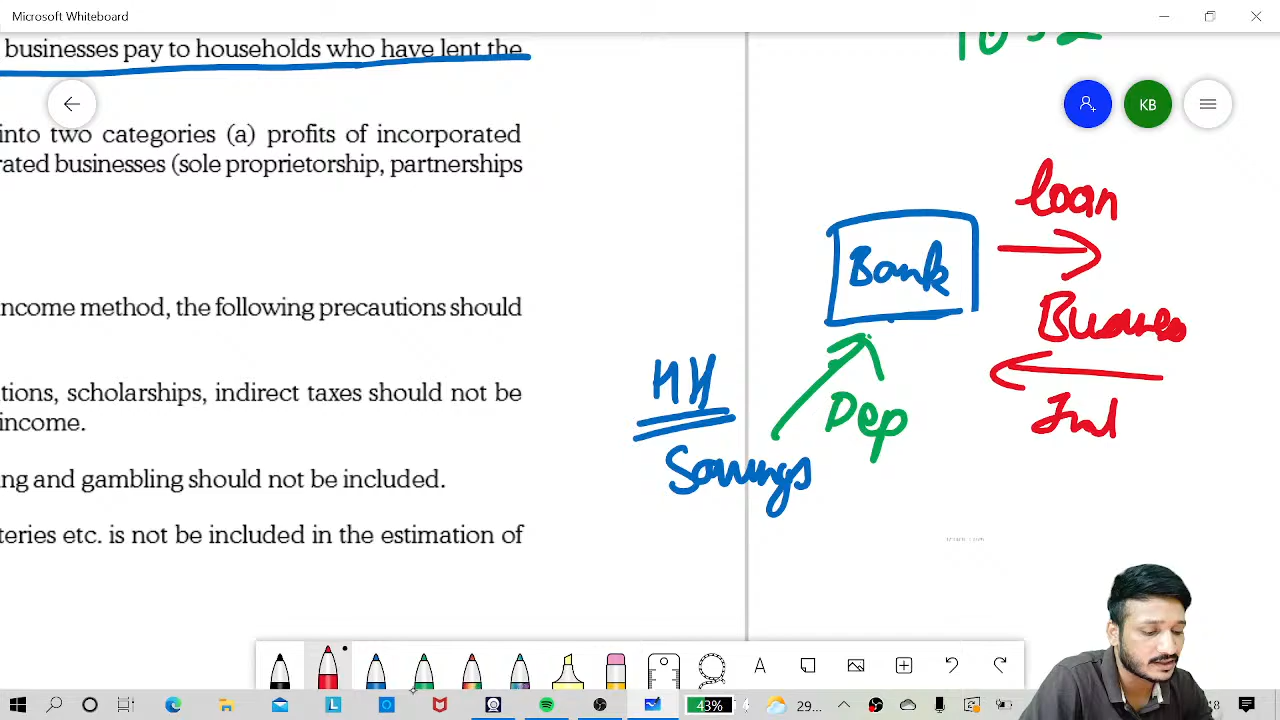 Microsoft Whiteboard
businesses pay to households who have lent the
KB
into two categories (a) profits of incorporated
rated businesses (sole proprietorship, partnerships
loan
Bank
Business
income method, the following precautions should
HH
Dep
Int
tions, scholarships, indirect taxes should not be
income.
Savings
ng and gambling should not be included.
teries etc. is not be included in the estimation of
A
43%
29...